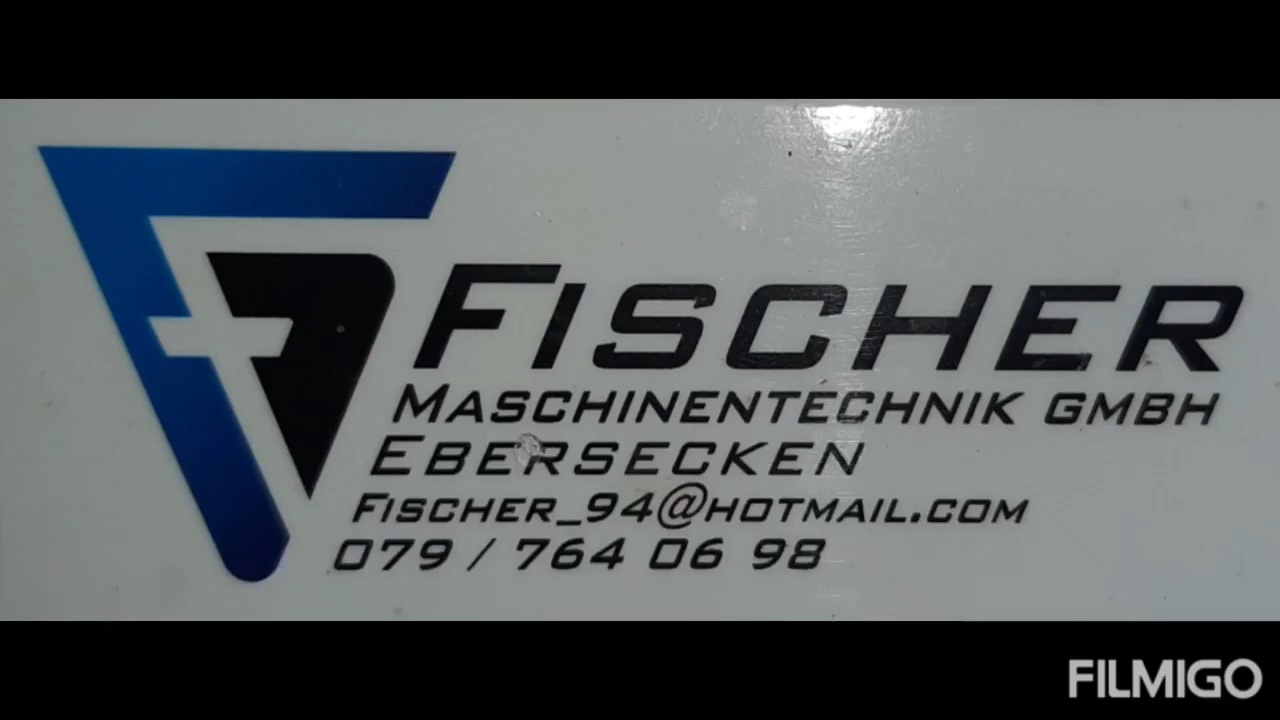 Fischer
Maschinentechnik GmbH
Ebersecken
Fischer_94@hotmail.com
079 / 764 06 98
FILMIGO